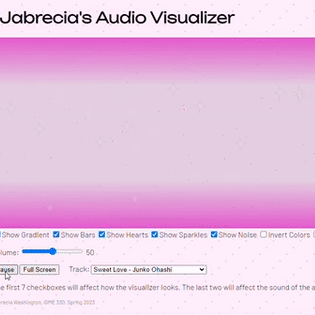 Jabrecia's Audio Visualizer
Show Gradient Show Bars Show Hearts Show Sparkles Show Noise Invert Colors
lume: 50
ause Full Screen Track: Sweet Love - Junko Ohashi
e first 7 checkboxes will affect how the visualizer looks. The last two will affect the sound of the a
recia Washington, IGME 330, Spring 2023